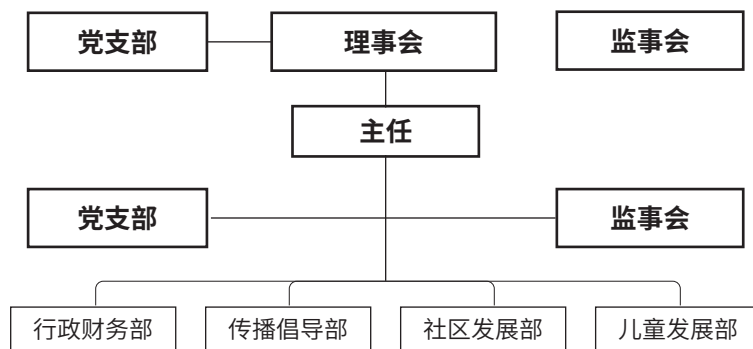 党支部
理事会
监事会
主任
党支部
监事会
行政财务部
传播倡导部
社区发展部
儿童发展部